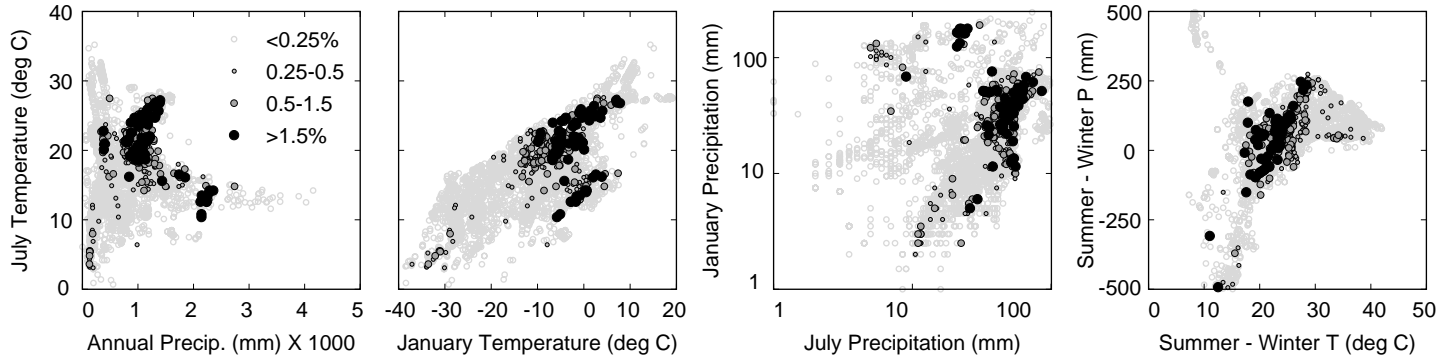 July Temperature (deg C)
40
30
20
10
0
<0.25%
0.25-0.5
0.5-1.5
>1.5%
0 1 2 3 4 5
Annual Precip. (mm) X 1000
-40 -30 -20 -10 0 10 20
January Temperature (deg C)
January Precipitation (mm)
100
10
1
1 10 100
July Precipitation (mm)
Summer - Winter P (mm)
500
250
0
-250
-500
0 10 20 30 40 50
Summer - Winter T (deg C)